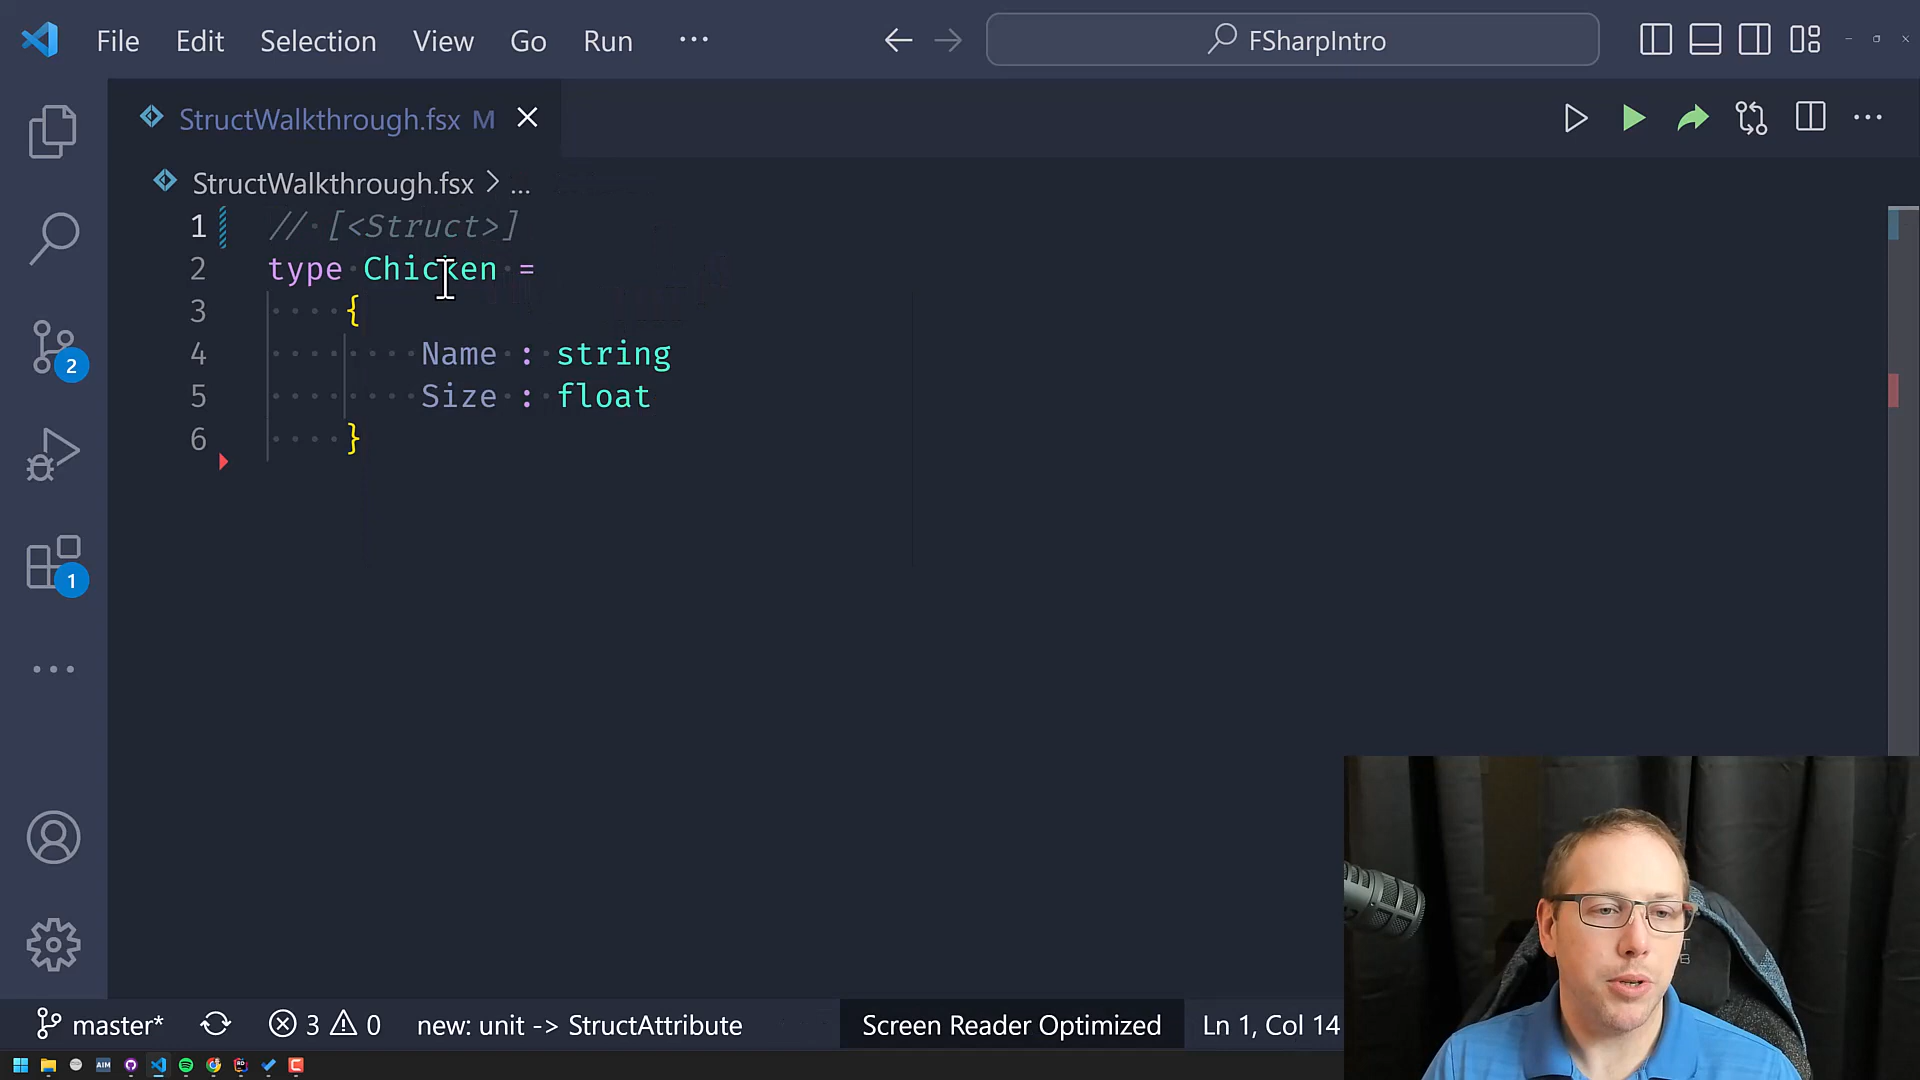 File Edit Selection View Go Run ··· FSharpIntro
StructWalkthrough.fsx M
StructWalkthrough.fsx > ...
1 // [<Struct>]
2 type Chicken =
3 {
4 Name : string
5 Size : float
6 }
2
1
master* 3 0 new: unit -> StructAttribute Screen Reader Optimized Ln 1, Col 14
AIM